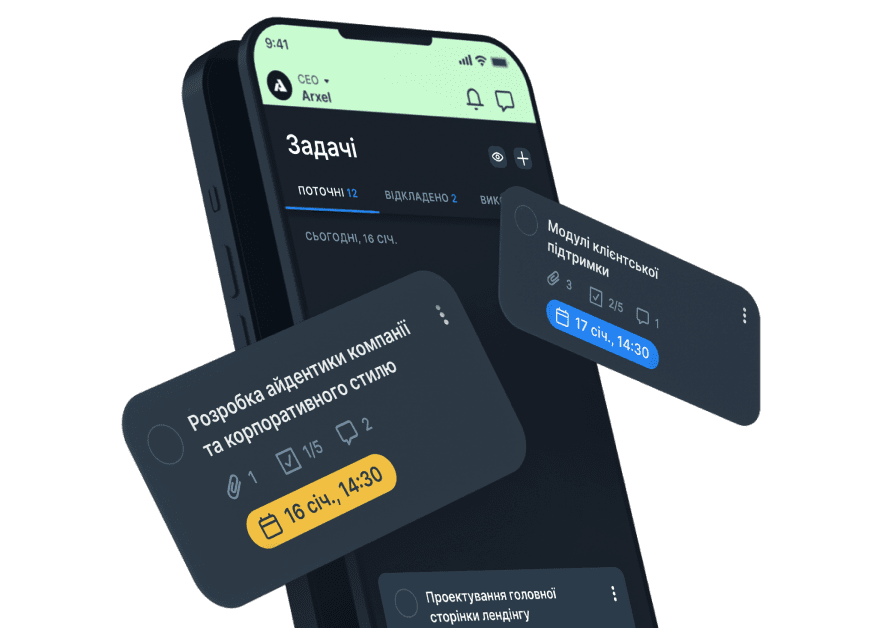 9:41
CEO
Arxel
Задачі
ПОТОЧНІ 12
ВІДКЛАДЕНО 2
ВИК
СЬОГОДНІ, 16 СІЧ.
Модулі клієнтської
підтримки
3
2/5
1
17 січ., 14:30
Розробка айдентики компанії
та корпоративного стилю
1
1/5
2
16 січ., 14:30
Проектування головної
сторінки лендінгу